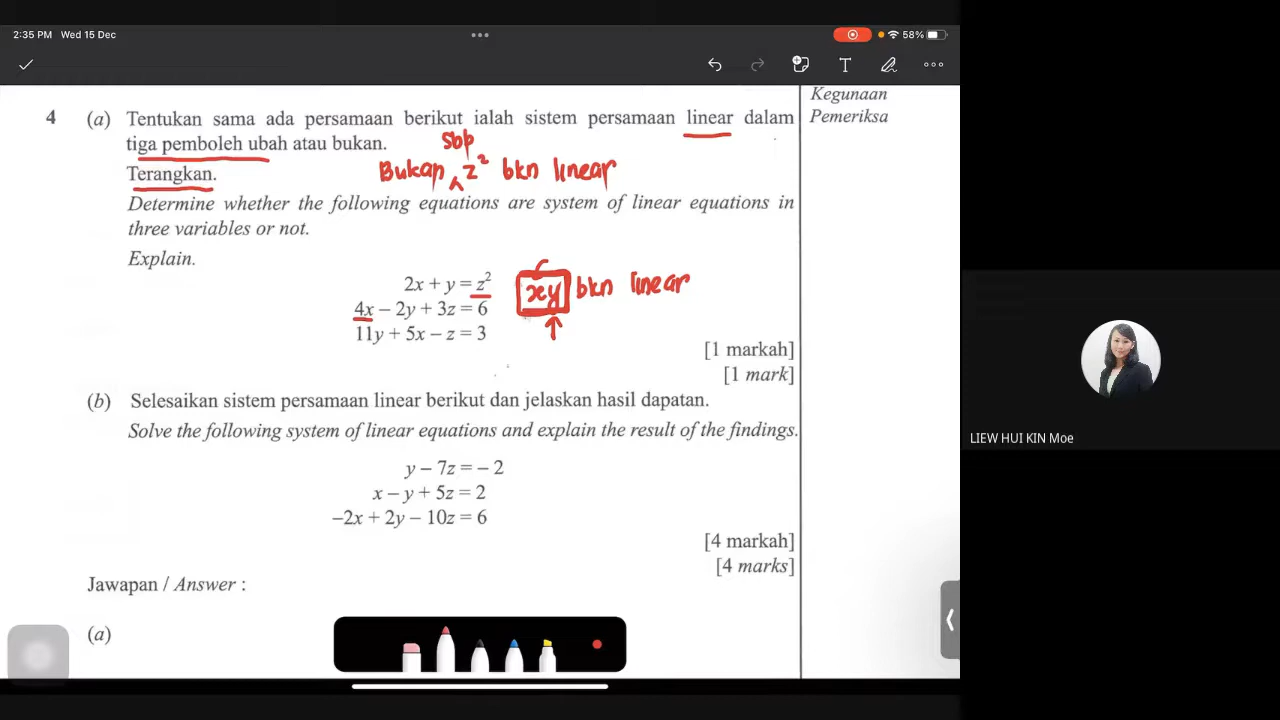 2:35 PM Wed 15 Dec
58%
T
Kegunaan
Pemeriksa
4 (a) Tentukan sama ada persamaan berikut ialah sistem persamaan linear dalam
tiga pemboleh ubah atau bukan.
sbp
Bukan z² bkn linear
Terangkan.
Determine whether the following equations are system of linear equations in
three variables or not.
Explain.
2x + y = z²
xy bkn linear
4x − 2y + 3z = 6
11y + 5x − z = 3
[1 markah]
[1 mark]
(b) Selesaikan sistem persamaan linear berikut dan jelaskan hasil dapatan.
Solve the following system of linear equations and explain the result of the findings.
y − 7z = − 2
x − y + 5z = 2
−2x + 2y − 10z = 6
[4 markah]
[4 marks]
Jawapan / Answer :
(a)
LIEW HUI KIN Moe